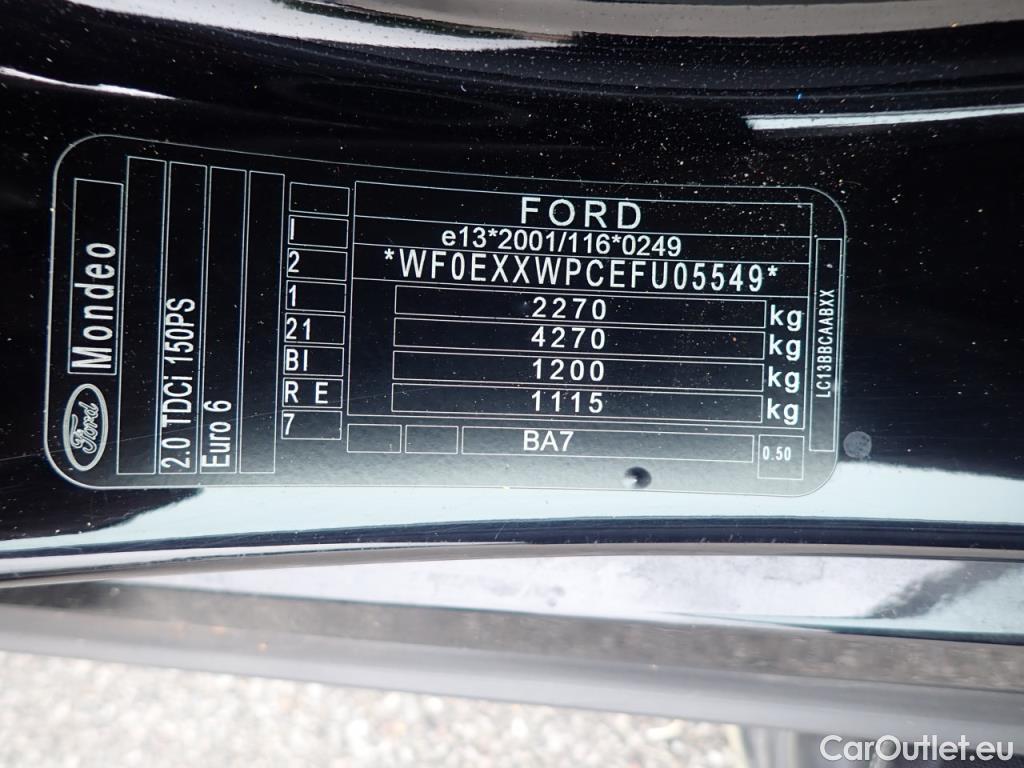 Ford
Mondeo
2.0 TDCi 150PS
Euro 6
I
2
1
21
BI
R E
7
FORD
e13*2001/116*0249
*WF0EXXWPCEFU05549*
2270 kg
4270 kg
1200 kg
1115 kg
BA7
0.50
LC13BBCAABXX
CarOutlet.eu